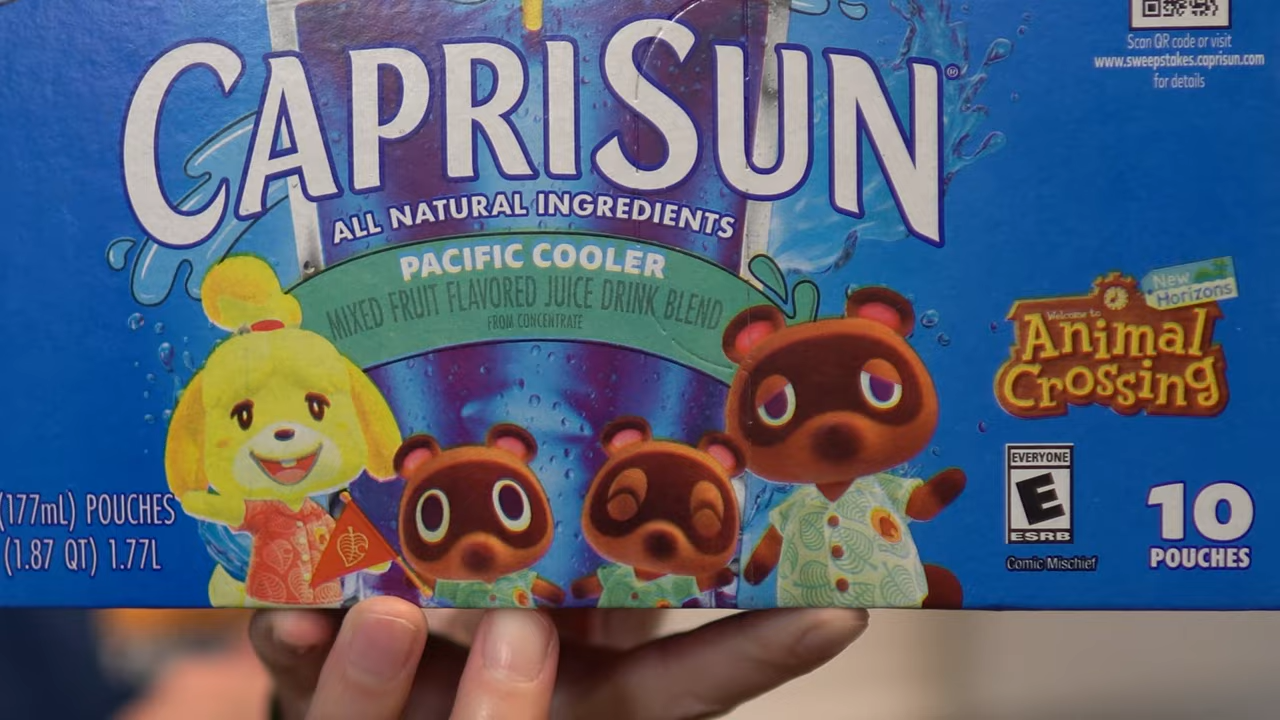 Scan QR code or visit
www.sweepstakes.caprisun.com
for details
CAPRISUN®
ALL NATURAL INGREDIENTS
PACIFIC COOLER
MIXED FRUIT FLAVORED JUICE DRINK BLEND
FROM CONCENTRATE
New
Horizons
Welcome to
Animal
Crossing
EVERYONE
E
ESRB
Comic Mischief
(177mL) POUCHES
(1.87 QT) 1.77L
10
POUCHES